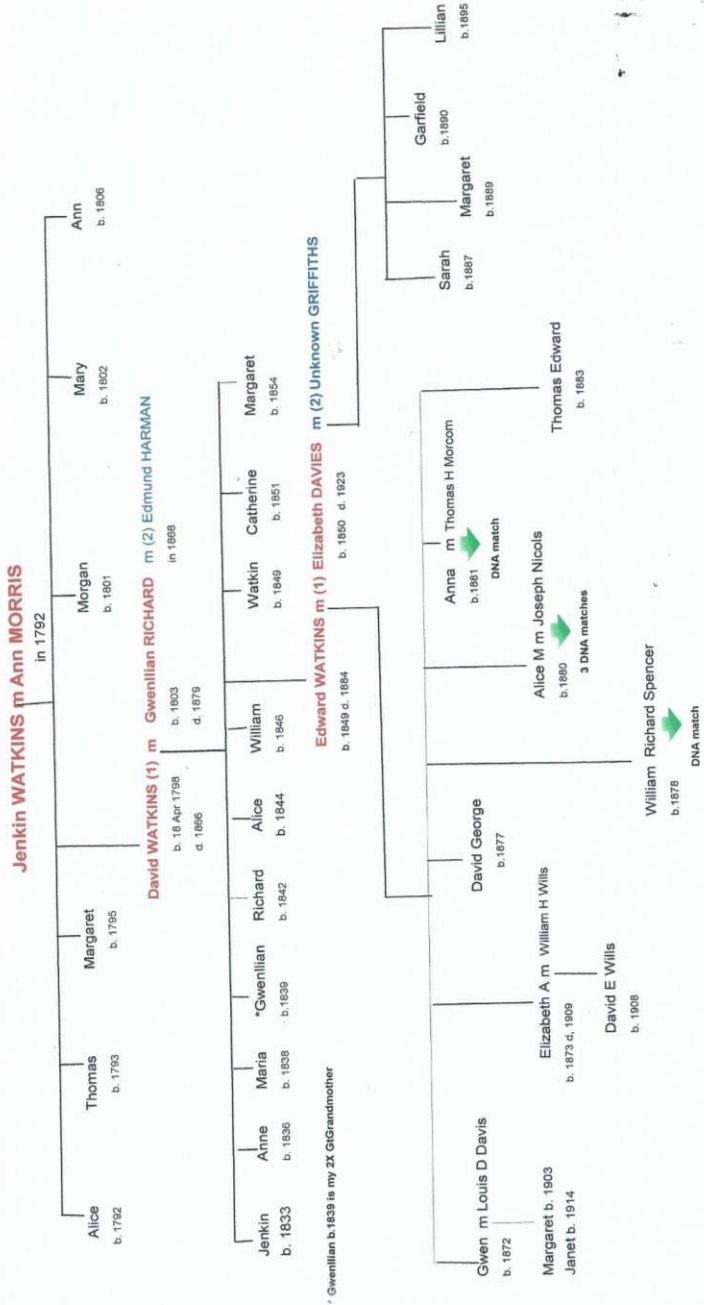 Jenkin WATKINS m Ann MORRIS
in 1792
Alice
b. 1792
Thomas
b. 1793
Margaret
b. 1795
Morgan
b. 1801
Mary
b. 1802
Ann
b. 1806
David WATKINS (1) m Gwenllian RICHARD m (2) Edmund HARMAN
b. 18 Apr 1798
d. 1866
b. 1803
d. 1879
in 1868
Jenkin
b. 1833
Anne
b. 1836
Maria
b. 1838
*Gwenllian
b.1839
Richard
b. 1842
Alice
b. 1844
William
b. 1846
Watkin
b. 1849
Catherine
b. 1851
Margaret
b. 1854
' Gwenllian b.1839 is my 2X GtGrandmother
Edward WATKINS m (1) Elizabeth DAVIES m (2) Unknown GRIFFITHS
b. 1849 d. 1884
b. 1850 d. 1923
Sarah
b.1887
Margaret
b.1889
Garfield
b.1890
Lillian
b.1895
Gwen m Louis D Davis
b. 1872
Margaret b. 1903
Janet b. 1914
Elizabeth A m William H Wills
b. 1873 d, 1909
David E Wills
b. 1908
David George
b.1877
William Richard Spencer
b.1878
DNA match
Alice M m Joseph Nicols
b.1880
3 DNA matches
Anna m Thomas H Morcom
b.1881
DNA match
Thomas Edward
b. 1883